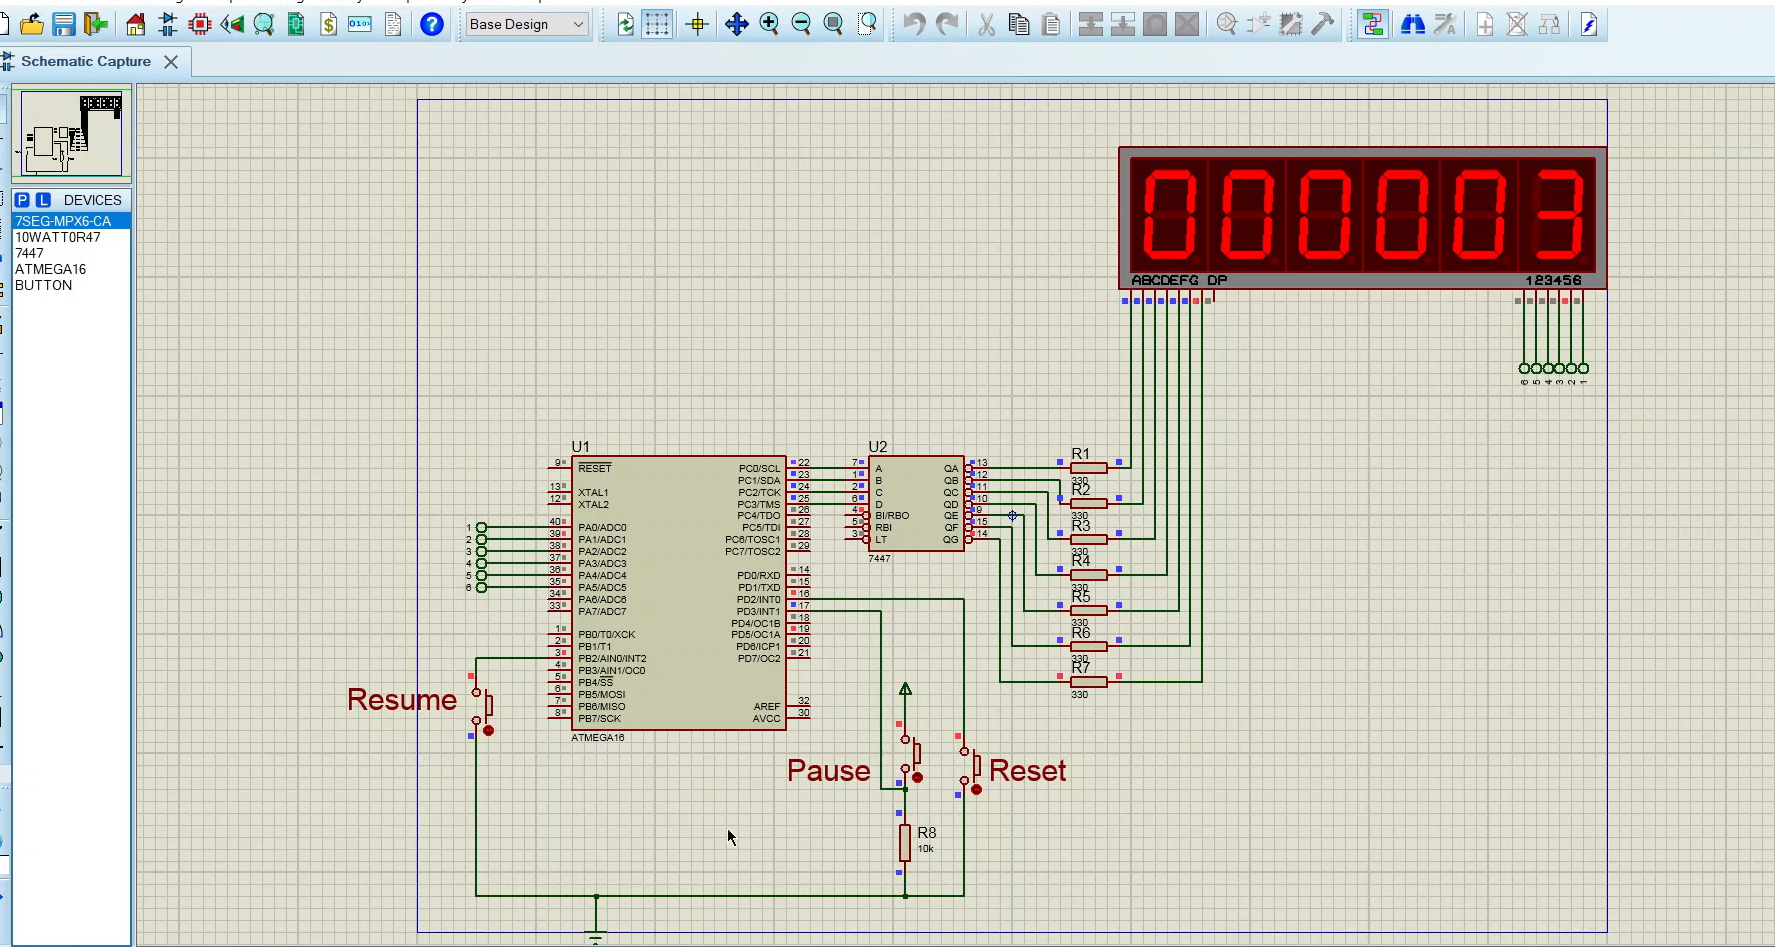 Base Design
Schematic Capture
P L DEVICES
7SEG-MPX6-CA
10WATT0R47
7447
ATMEGA16
BUTTON
000003
ABCDEFG DP
123456
6 5 4 3 2 1
U1
9 RESET
13 XTAL1
12 XTAL2
1 40 PA0/ADC0
2 39 PA1/ADC1
3 38 PA2/ADC2
4 37 PA3/ADC3
5 36 PA4/ADC4
6 35 PA5/ADC5
34 PA6/ADC6
33 PA7/ADC7
1 PB0/T0/XCK
2 PB1/T1
3 PB2/AIN0/INT2
4 PB3/AIN1/OC0
5 PB4/SS
6 PB5/MOSI
7 PB6/MISO
8 PB7/SCK
PC0/SCL 22
PC1/SDA 23
PC2/TCK 24
PC3/TMS 25
PC4/TDO 26
PC5/TDI 27
PC6/TOSC1 28
PC7/TOSC2 29
PD0/RXD 14
PD1/TXD 15
PD2/INT0 16
PD3/INT1 17
PD4/OC1B 18
PD5/OC1A 19
PD6/ICP1 20
PD7/OC2 21
AREF 32
AVCC 30
ATMEGA16
U2
7 A QA 13
1 B QB 12
2 C QC 11
6 D QD 10
4 BI/RBO QE 9
5 RBI QF 15
3 LT QG 14
7447
R1
330
R2
330
R3
330
R4
330
R5
330
R6
330
R7
330
Resume
Pause
Reset
R8
10k